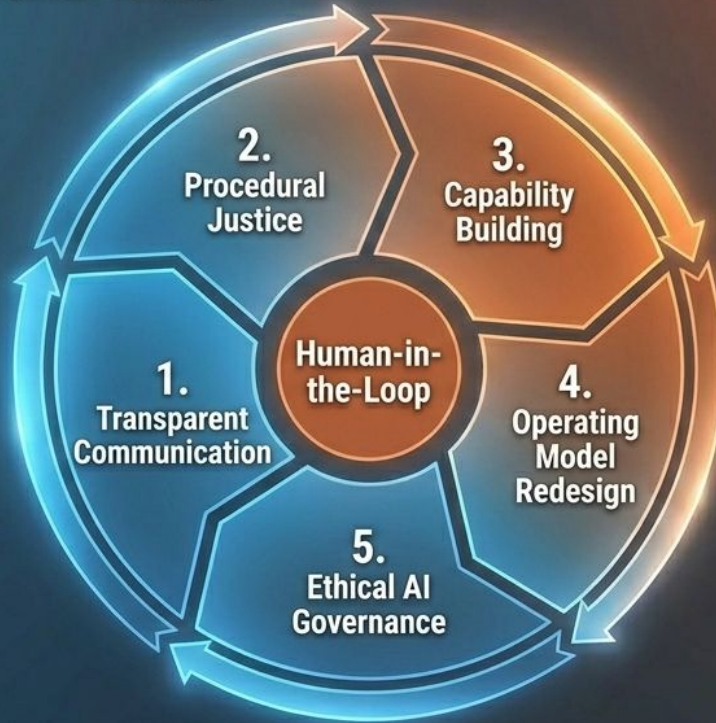 1.
Transparent
Communication
2.
Procedural
Justice
3.
Capability
Building
4.
Operating
Model
Redesign
5.
Ethical AI
Governance
Human-in-
the-Loop